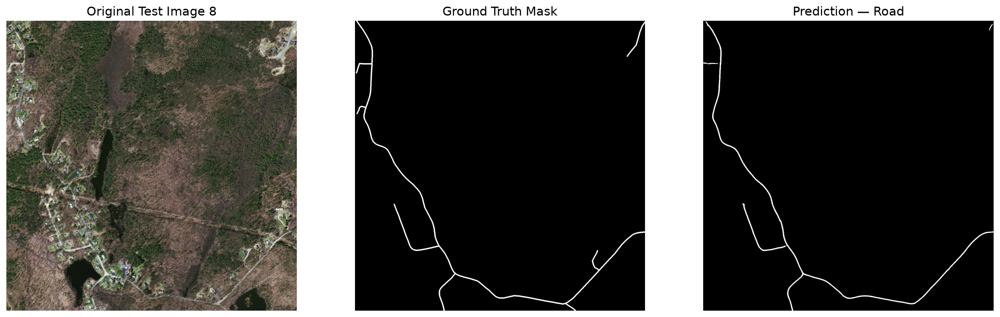 Original Test Image 8
Ground Truth Mask
Prediction — Road